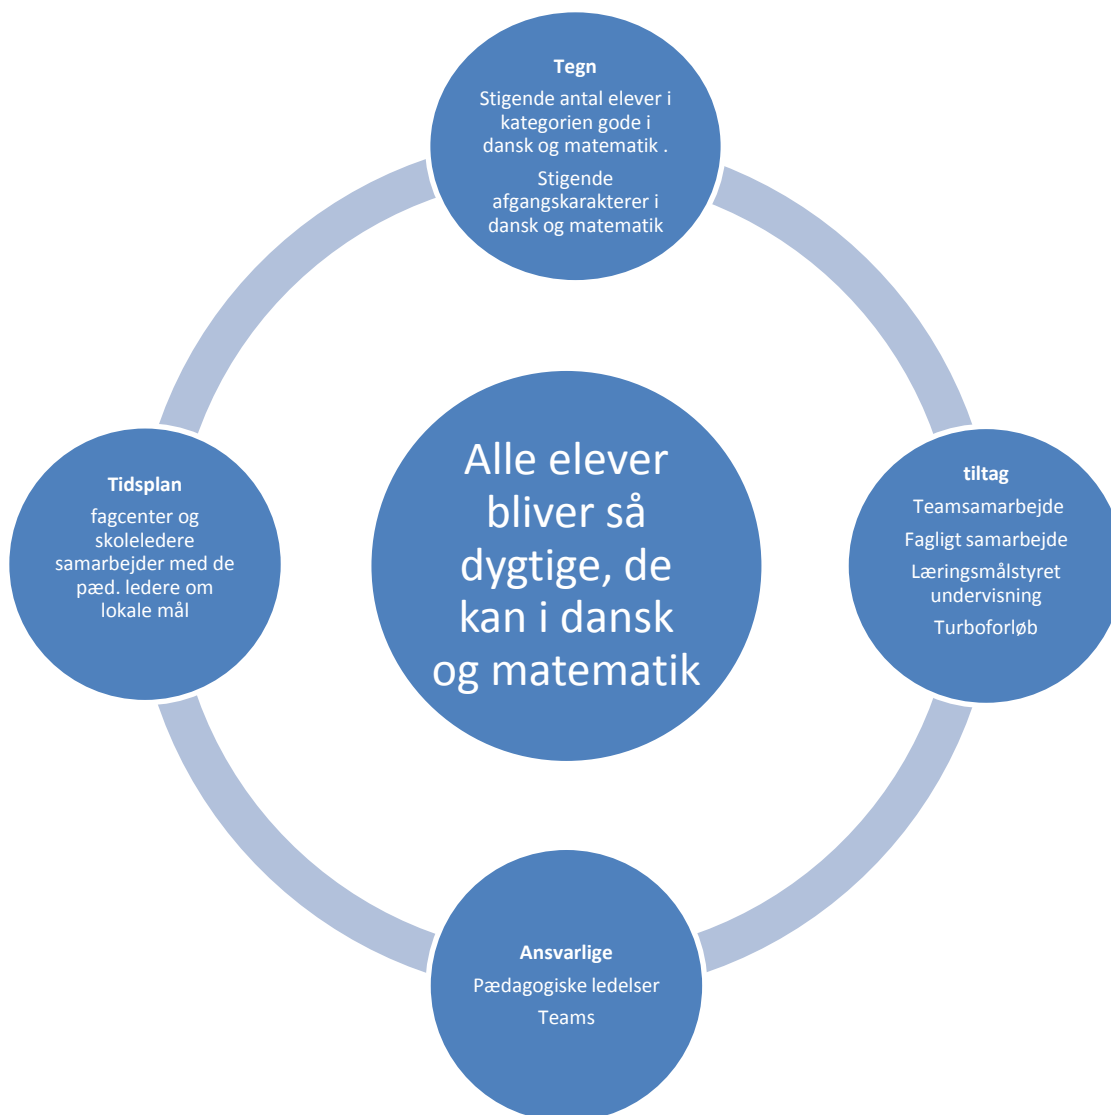 Tegn
Stigende antal elever i
kategorien gode i
dansk og matematik .
Stigende
afgangskarakterer i
dansk og matematik
Tidsplan
fagcenter og
skoleledere
samarbejder med de
pæd. ledere om
lokale mål
Alle elever
bliver så
dygtige, de
kan i dansk
og matematik
tiltag
Teamsamarbejde
Fagligt samarbejde
Læringsmålstyret
undervisning
Turboforløb
Ansvarlige
Pædagogiske ledelser
Teams